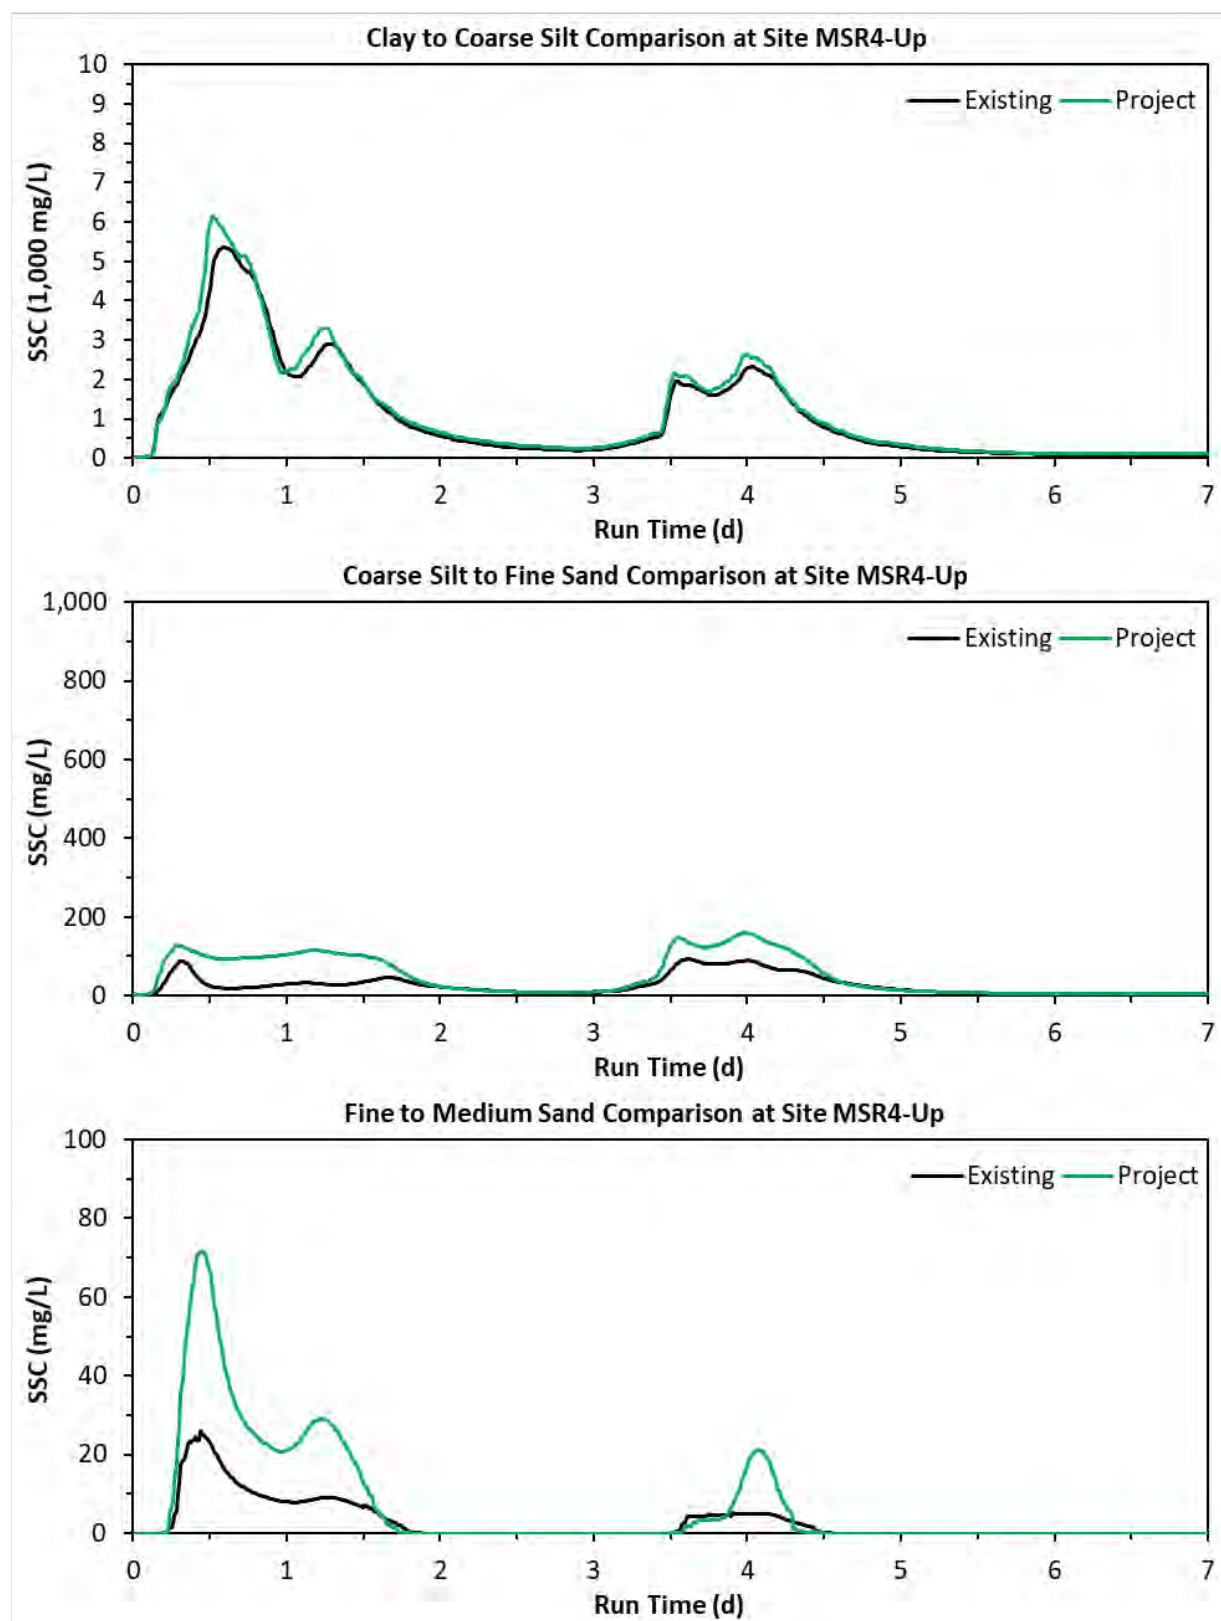 Clay to Coarse Silt Comparison at Site MSR4-Up
10
9
8
7
6
5
4
3
2
1
0
SSC (1,000 mg/L)
Existing Project
0 1 2 3 4 5 6 7
Run Time (d)
Coarse Silt to Fine Sand Comparison at Site MSR4-Up
1,000
800
600
400
200
0
SSC (mg/L)
Existing Project
0 1 2 3 4 5 6 7
Run Time (d)
Fine to Medium Sand Comparison at Site MSR4-Up
100
80
60
40
20
0
SSC (mg/L)
Existing Project
0 1 2 3 4 5 6 7
Run Time (d)